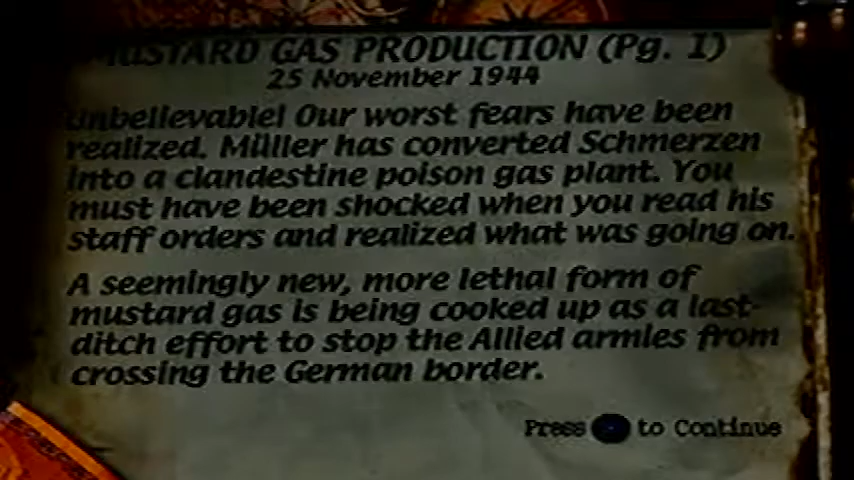 MUSTARD GAS PRODUCTION (Pg. 1)
25 November 1944
Unbelievable! Our worst fears have been
realized. Müller has converted Schmerzen
into a clandestine poison gas plant. You
must have been shocked when you read his
staff orders and realized what was going on.
A seemingly new, more lethal form of
mustard gas is being cooked up as a last-
ditch effort to stop the Allied armies from
crossing the German border.
Press to Continue